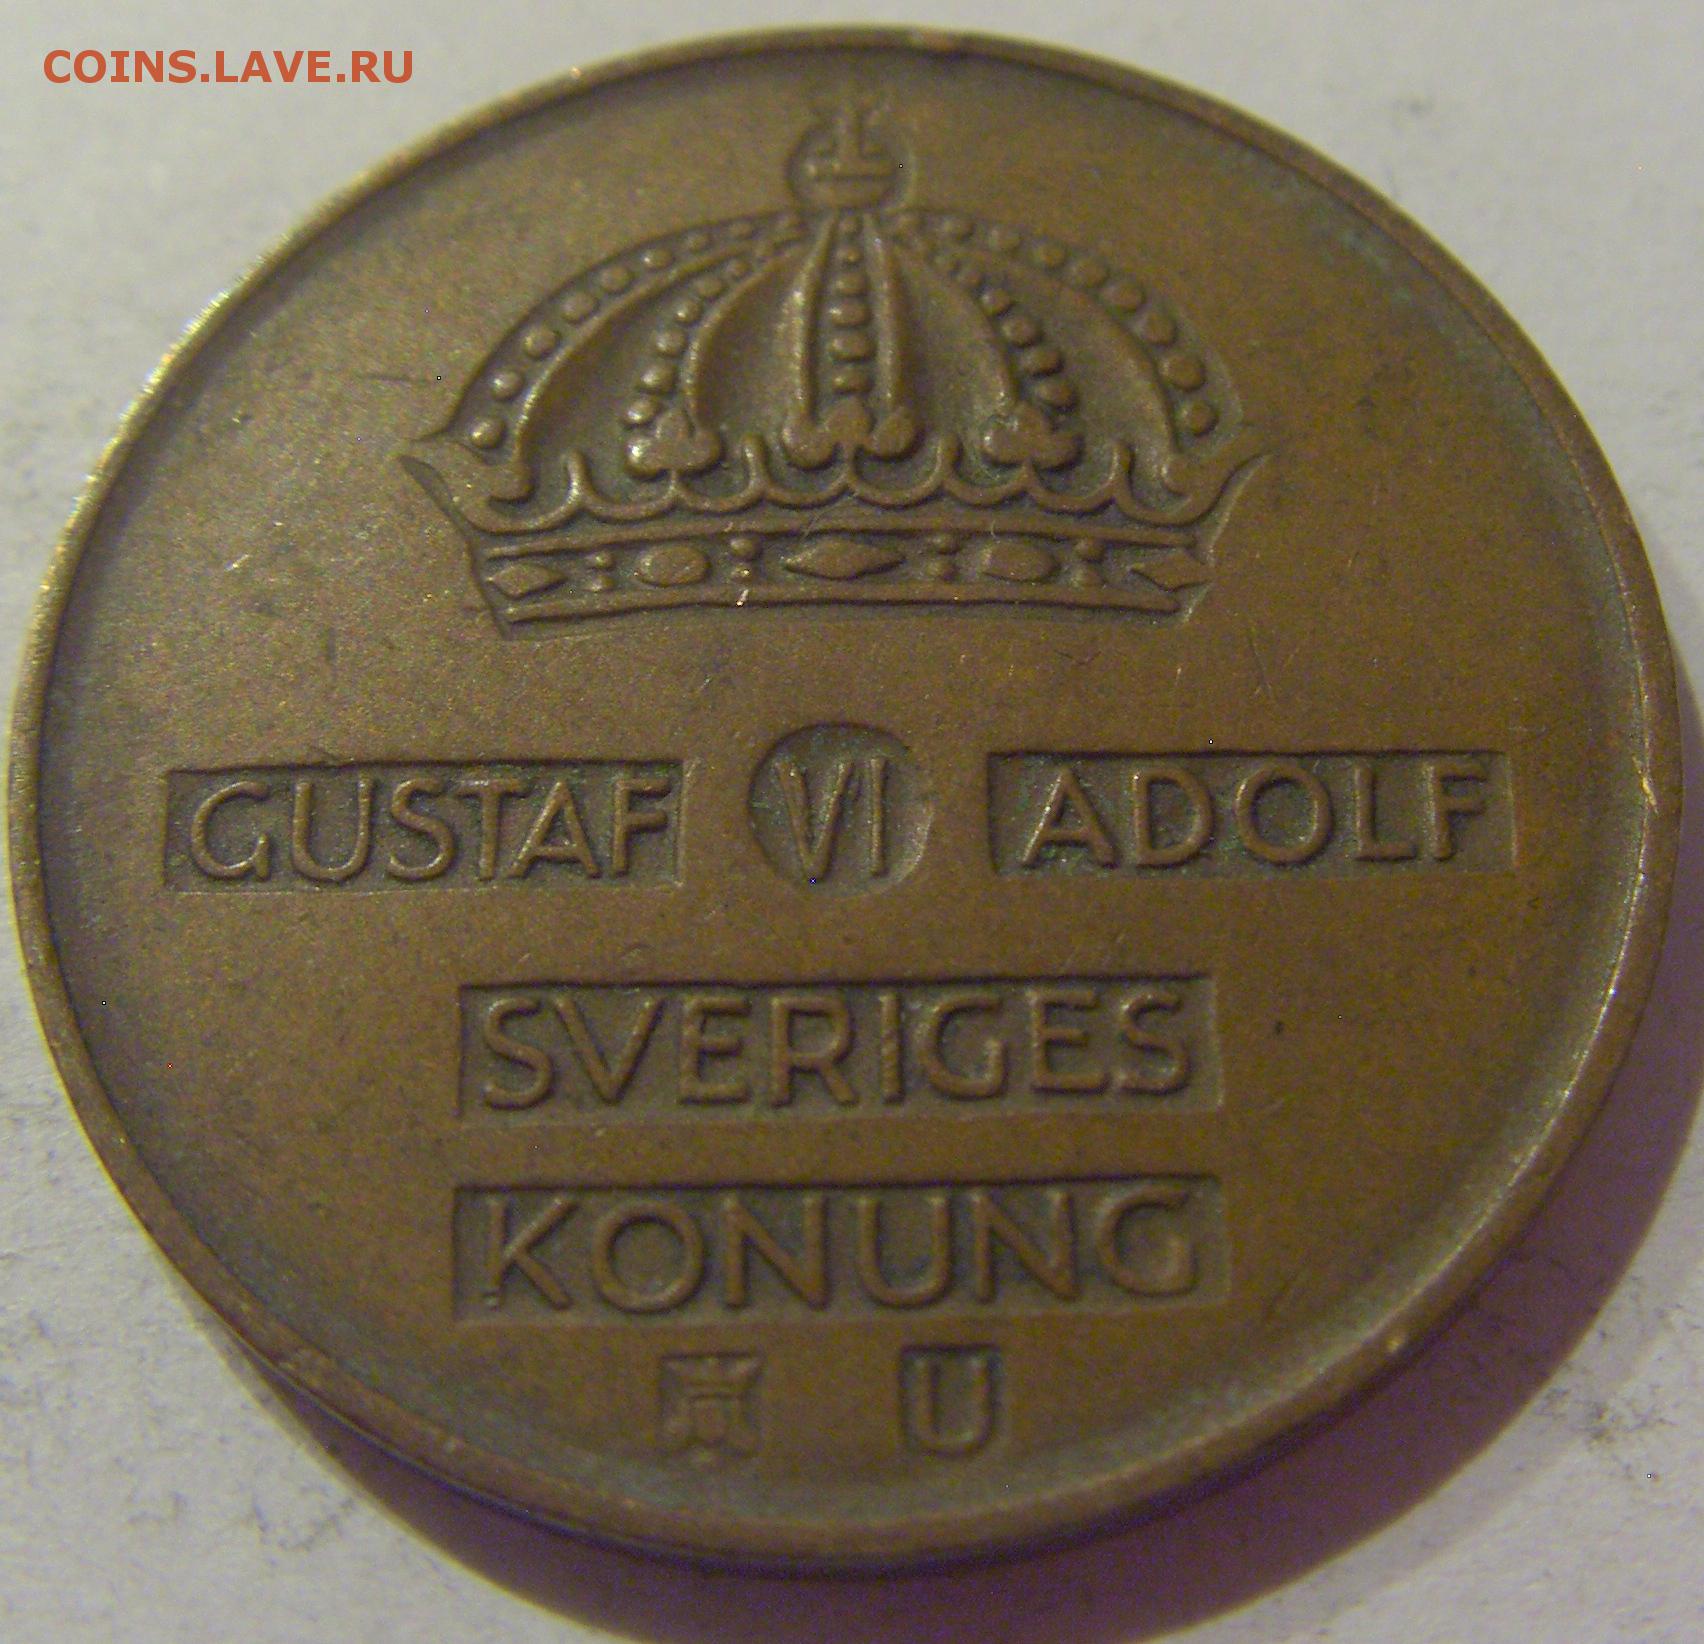 COINS.LAVE.RU
GUSTAF VI ADOLF
SVERIGES
KONUNG
U